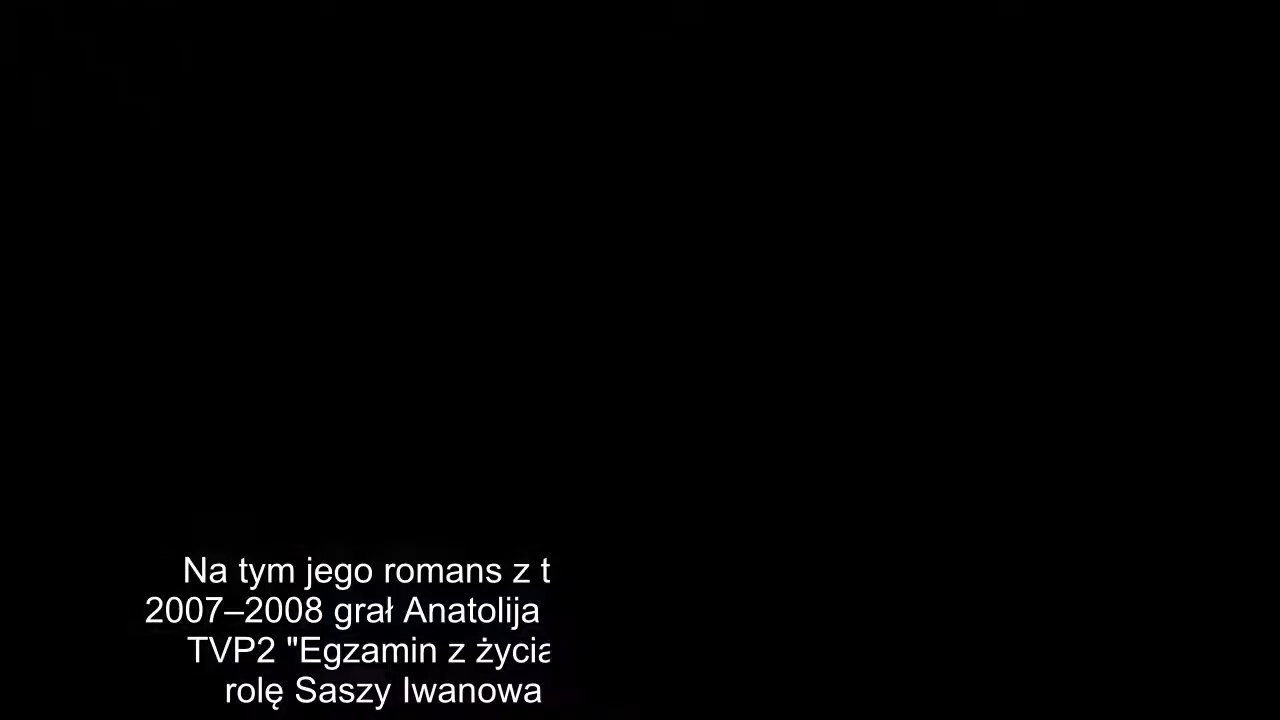 Na tym jego romans z t
2007–2008 grał Anatolija
TVP2 "Egzamin z życia
rolę Saszy Iwanowa